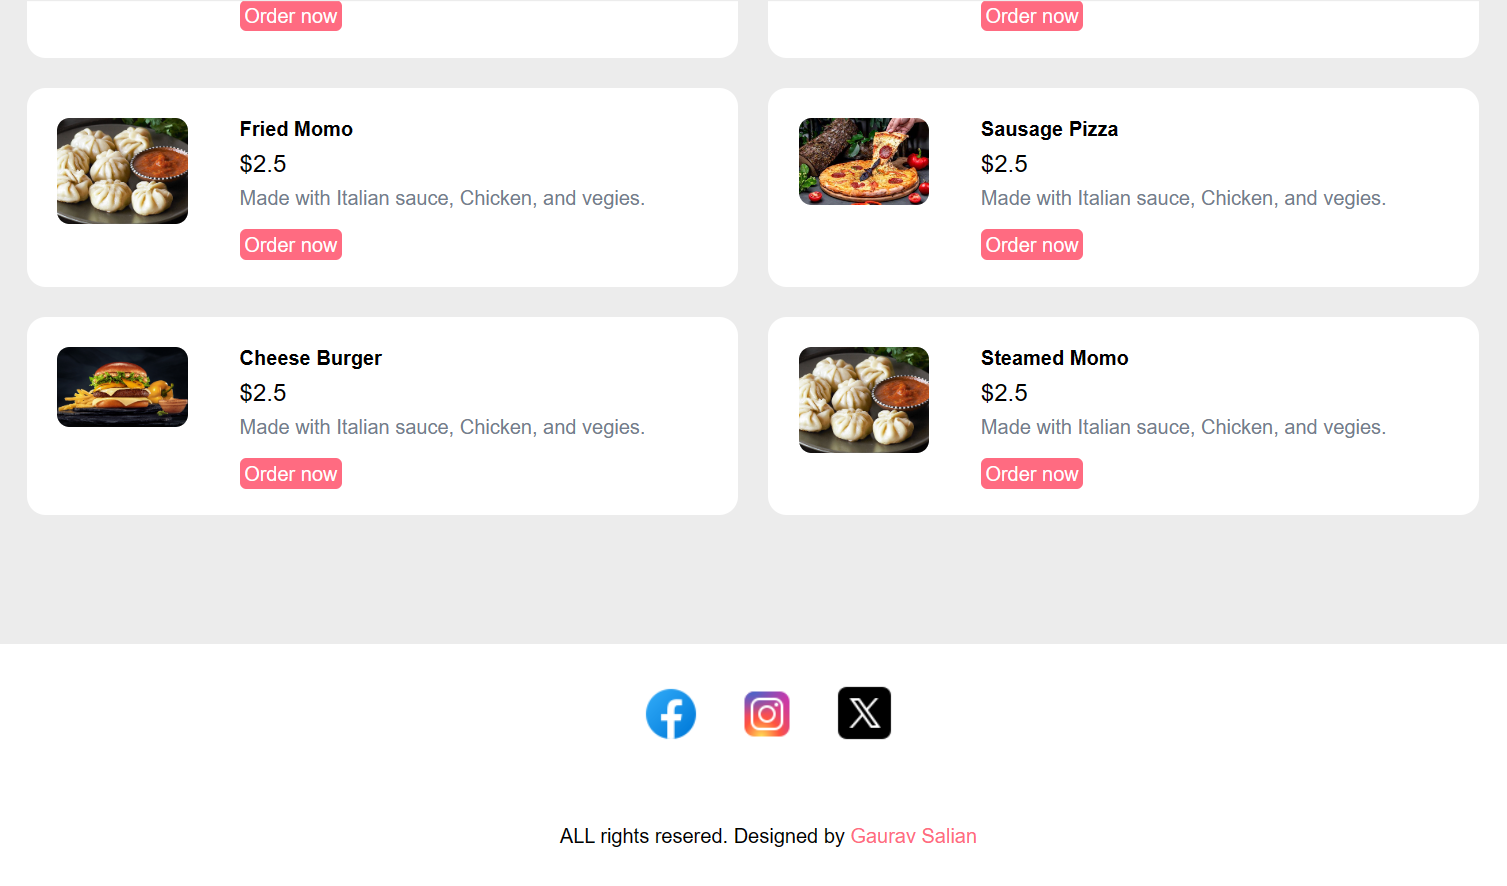 Order now
Order now
Fried Momo
$2.5
Made with Italian sauce, Chicken, and vegies.
Order now
Sausage Pizza
$2.5
Made with Italian sauce, Chicken, and vegies.
Order now
Cheese Burger
$2.5
Made with Italian sauce, Chicken, and vegies.
Order now
Steamed Momo
$2.5
Made with Italian sauce, Chicken, and vegies.
Order now
ALL rights resered. Designed by Gaurav Salian